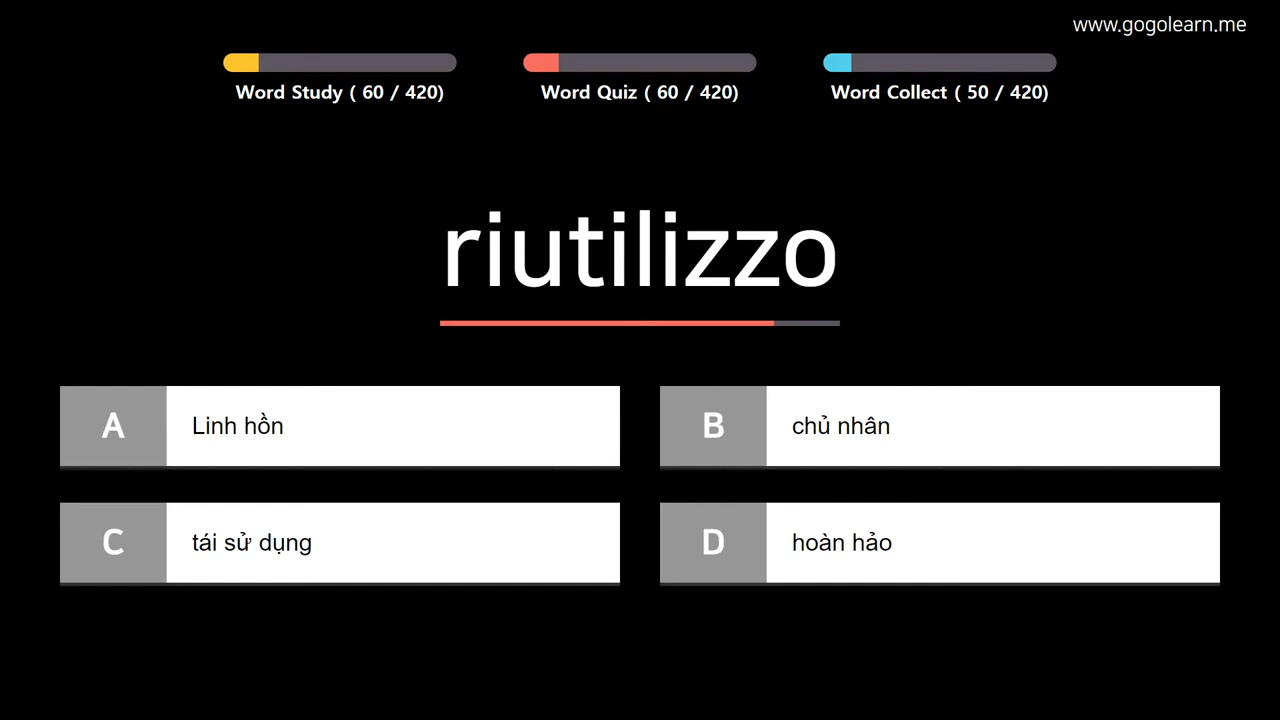 www.gogolearn.me
Word Study ( 60 / 420)
Word Quiz ( 60 / 420)
Word Collect ( 50 / 420)
riutilizzo
A Linh hồn
B chủ nhân
C tái sử dụng
D hoàn hảo